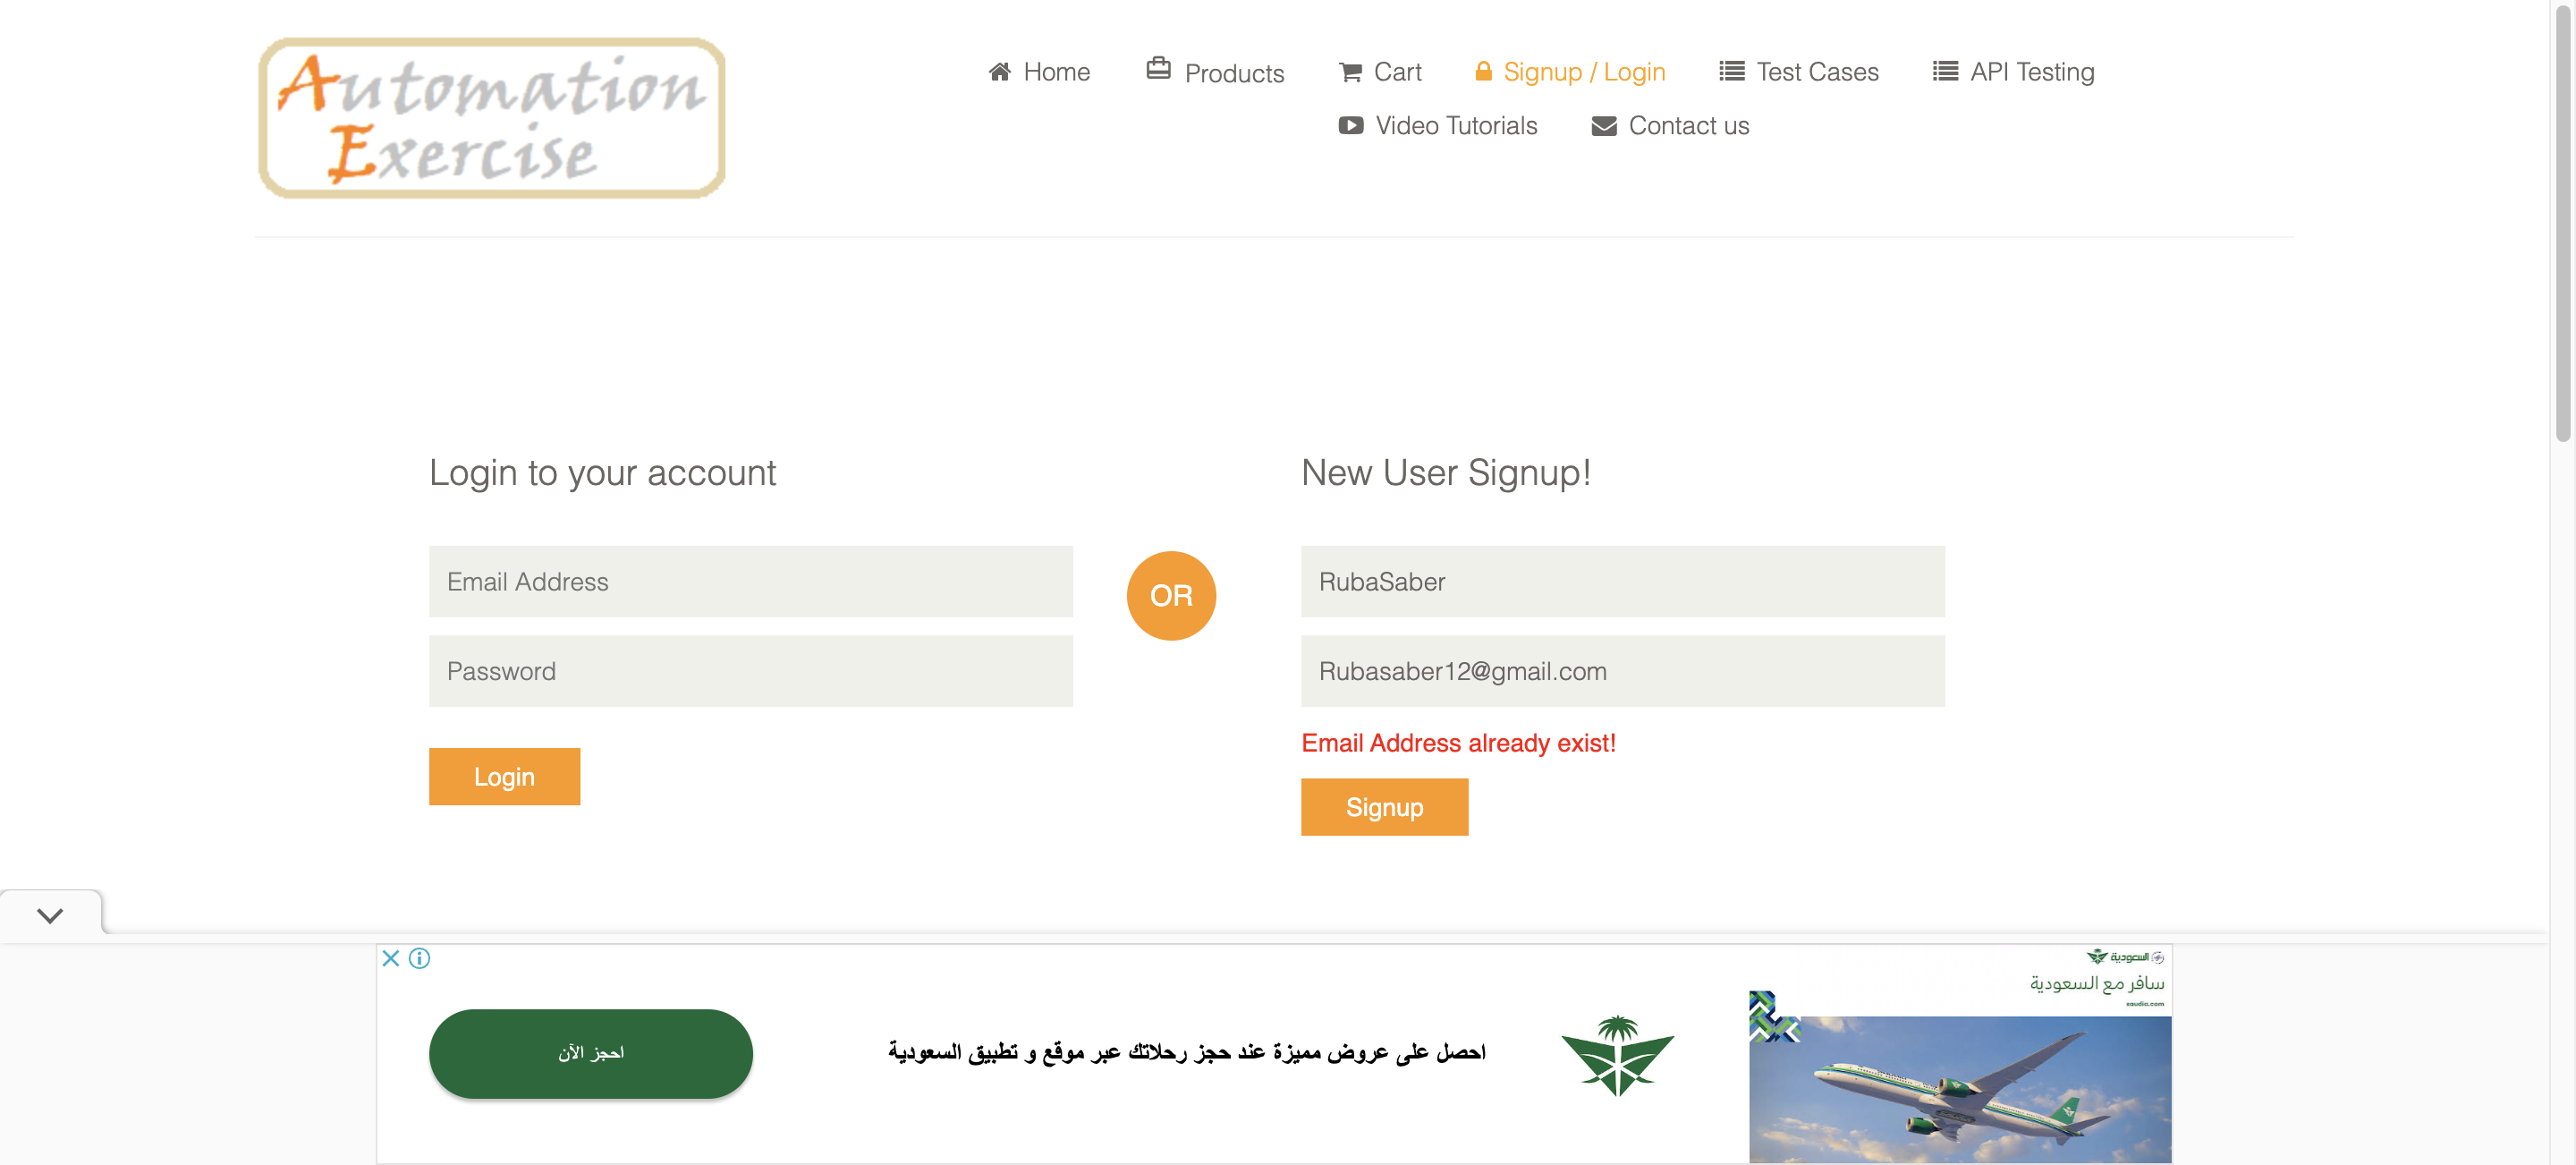 Automation
Exercise
Home
Products
Cart
Signup / Login
Test Cases
API Testing
Video Tutorials
Contact us
Login to your account
Email Address
Password
Login
OR
New User Signup!
RubaSaber
Rubasaber12@gmail.com
Email Address already exist!
Signup
احجز الآن
احصل على عروض مميزة عند حجز رحلاتك عبر موقع و تطبيق السعودية
السعودية
سافر مع السعودية
saudia.com